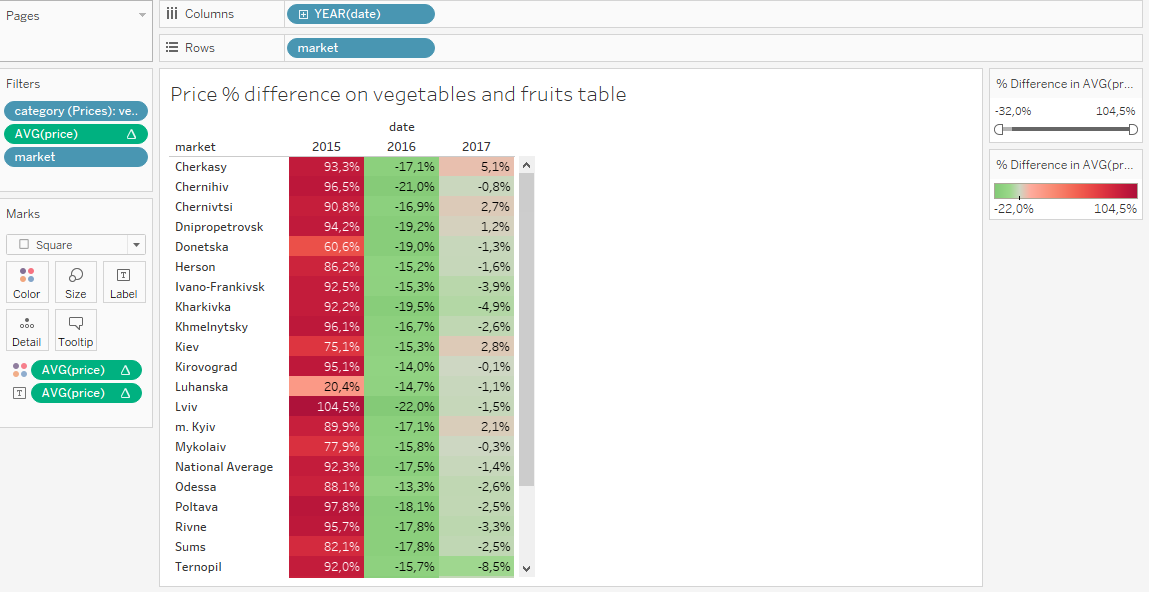 Pages
Columns
YEAR(date)
Rows
market
Filters
category (Prices): ve..
AVG(price) Δ
market
Marks
Square
Color Size Label
T
Detail Tooltip
AVG(price) Δ
T AVG(price) Δ
Price % difference on vegetables and fruits table
date
market 2015 2016 2017
Cherkasy 93,3% -17,1% 5,1%
Chernihiv 96,5% -21,0% -0,8%
Chernivtsi 90,8% -16,9% 2,7%
Dnipropetrovsk 94,2% -19,2% 1,2%
Donetska 60,6% -19,0% -1,3%
Herson 86,2% -15,2% -1,6%
Ivano-Frankivsk 92,5% -15,3% -3,9%
Kharkivka 92,2% -19,5% -4,9%
Khmelnytsky 96,1% -16,7% -2,6%
Kiev 75,1% -15,3% 2,8%
Kirovograd 95,1% -14,0% -0,1%
Luhanska 20,4% -14,7% -1,1%
Lviv 104,5% -22,0% -1,5%
m. Kyiv 89,9% -17,1% 2,1%
Mykolaiv 77,9% -15,8% -0,3%
National Average 92,3% -17,5% -1,4%
Odessa 88,1% -13,3% -2,6%
Poltava 97,8% -18,1% -2,5%
Rivne 95,7% -17,8% -3,3%
Sums 82,1% -17,8% -2,5%
Ternopil 92,0% -15,7% -8,5%
% Difference in AVG(pr...
-32,0% 104,5%
% Difference in AVG(pr...
-22,0% 104,5%